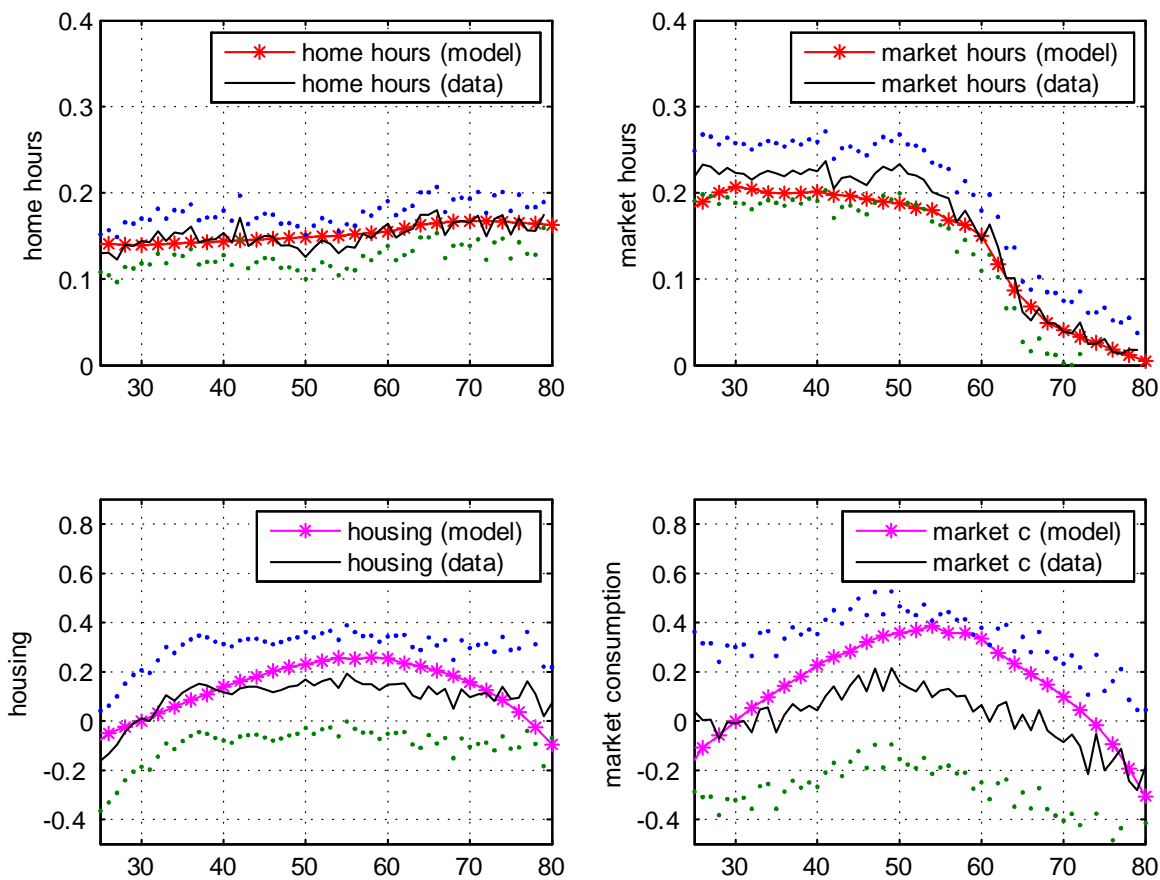 0.4
0.3
0.2
0.1
0
home hours
home hours (model)
home hours (data)
30 40 50 60 70 80
0.4
0.3
0.2
0.1
0
market hours
market hours (model)
market hours (data)
30 40 50 60 70 80
0.8
0.6
0.4
0.2
0
-0.2
-0.4
housing
housing (model)
housing (data)
30 40 50 60 70 80
0.8
0.6
0.4
0.2
0
-0.2
-0.4
market consumption
market c (model)
market c (data)
30 40 50 60 70 80